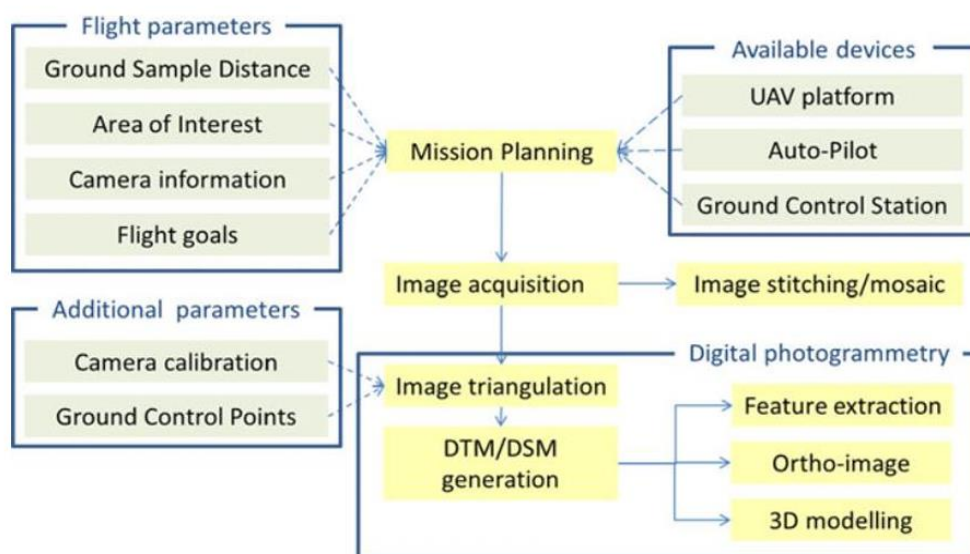 Flight parameters
Ground Sample Distance
Area of Interest
Camera information
Flight goals
Available devices
UAV platform
Auto-Pilot
Ground Control Station
Mission Planning
Image acquisition
Image stitching/mosaic
Additional parameters
Camera calibration
Ground Control Points
Digital photogrammetry
Image triangulation
DTM/DSM
generation
Feature extraction
Ortho-image
3D modelling